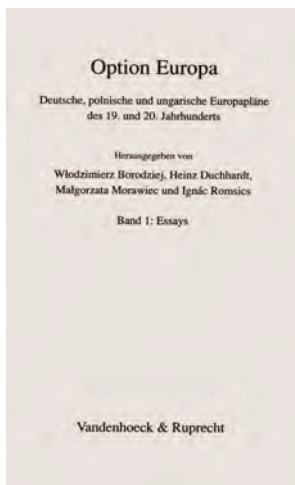 Option Europa
Deutsche, polnische und ungarische Europapläne
des 19. und 20. Jahrhunderts
Herausgegeben von
Włodzimierz Borodziej, Heinz Duchhardt,
Małgorzata Morawiec und Ignác Romsics
Band 1: Essays
Vandenhoeck & Ruprecht